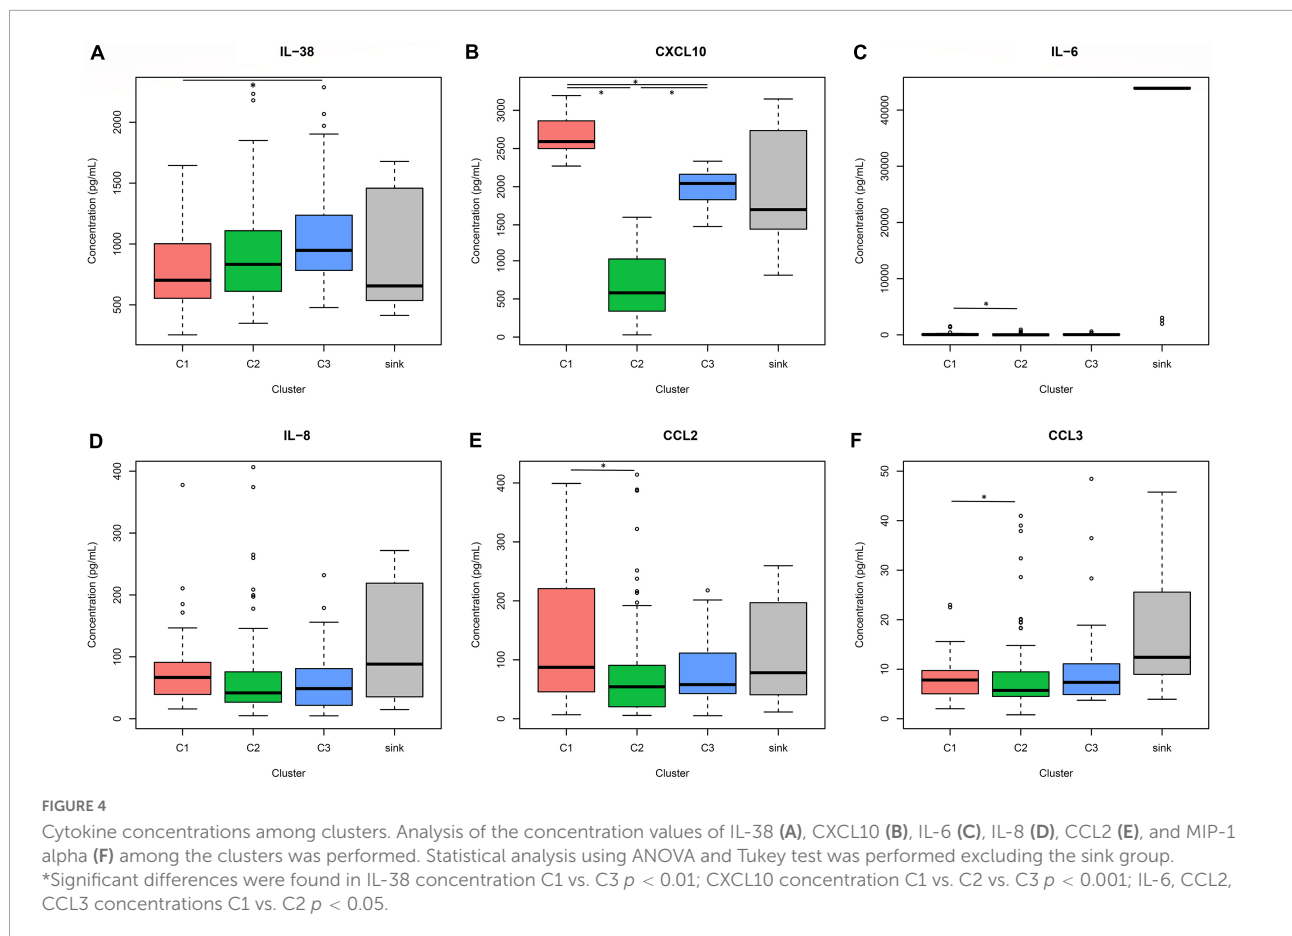 A IL-38
Concentration (pg/mL)
500 1000 1500 2000
*
C1 C2 C3 sink
Cluster
B CXCL10
Concentration (pg/mL)
0 500 1000 1500 2000 2500 3000
*
* *
C1 C2 C3 sink
Cluster
C IL-6
Concentration (pg/mL)
0 10000 20000 30000 40000
*
C1 C2 C3 sink
Cluster
D IL-8
Concentration (pg/mL)
0 100 200 300 400
C1 C2 C3 sink
Cluster
E CCL2
Concentration (pg/mL)
0 100 200 300 400
*
C1 C2 C3 sink
Cluster
F CCL3
Concentration (pg/mL)
0 10 20 30 40 50
*
C1 C2 C3 sink
Cluster
FIGURE 4
Cytokine concentrations among clusters. Analysis of the concentration values of IL-38 (A), CXCL10 (B), IL-6 (C), IL-8 (D), CCL2 (E), and MIP-1
alpha (F) among the clusters was performed. Statistical analysis using ANOVA and Tukey test was performed excluding the sink group.
*Significant differences were found in IL-38 concentration C1 vs. C3 p < 0.01; CXCL10 concentration C1 vs. C2 vs. C3 p < 0.001; IL-6, CCL2,
CCL3 concentrations C1 vs. C2 p < 0.05.